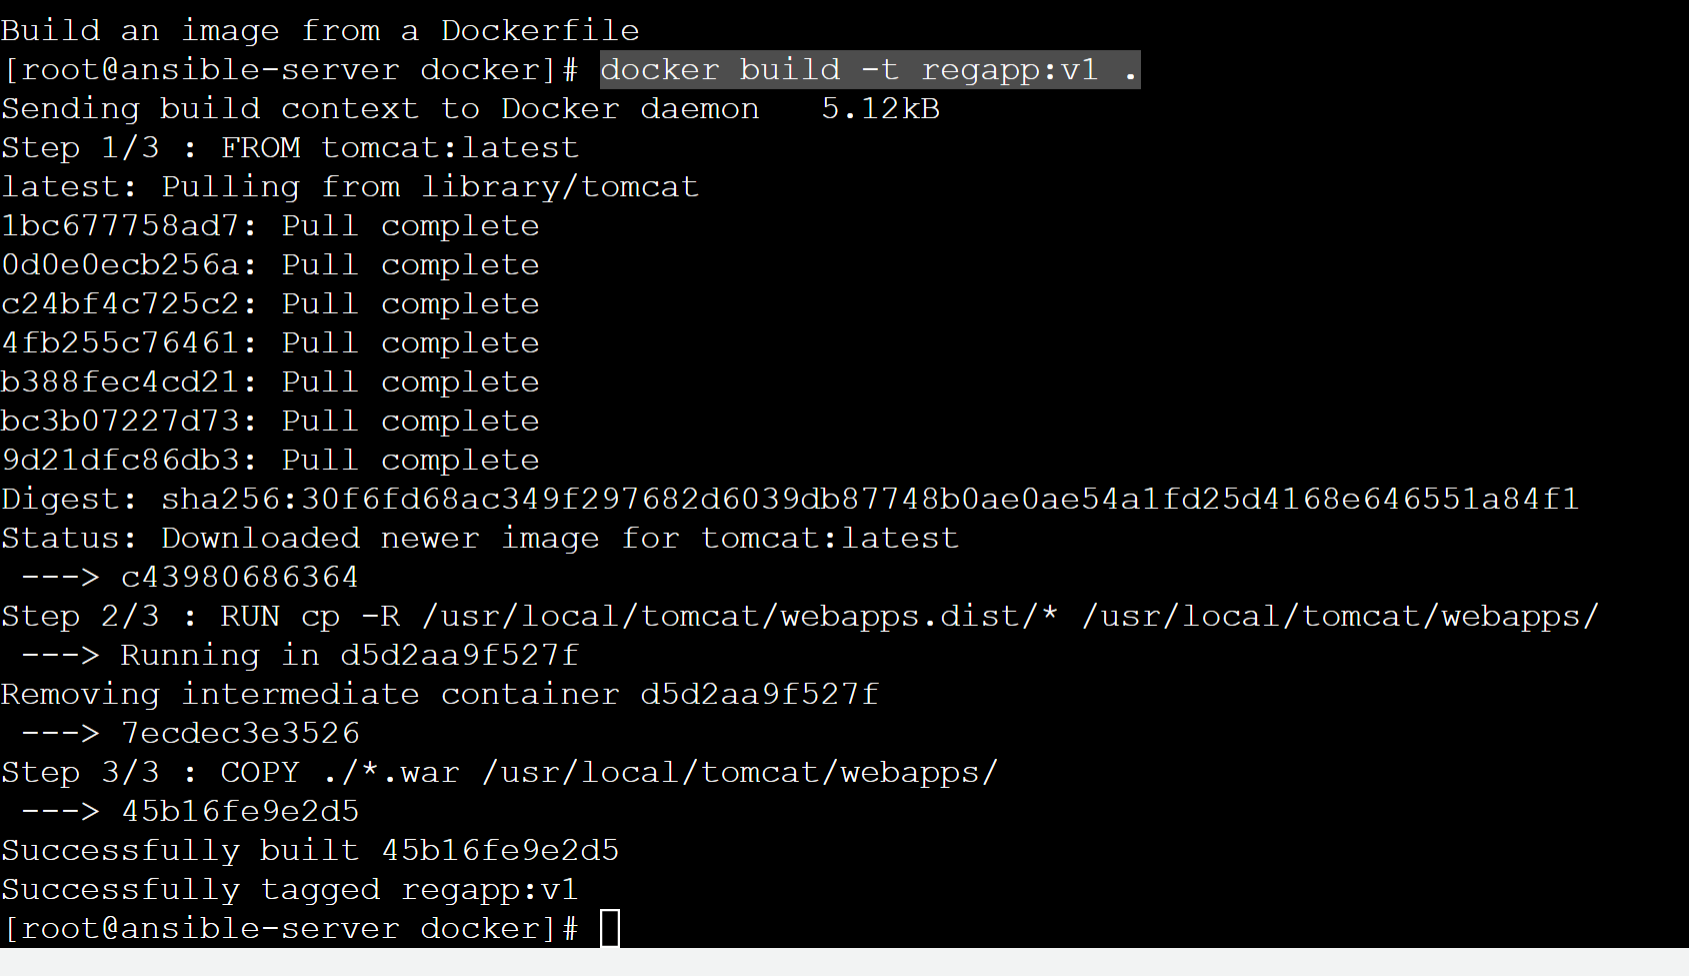 Build an image from a Dockerfile
[root@ansible-server docker]# docker build -t regapp:v1 .
Sending build context to Docker daemon   5.12kB
Step 1/3 : FROM tomcat:latest
latest: Pulling from library/tomcat
1bc677758ad7: Pull complete
0d0e0ecb256a: Pull complete
c24bf4c725c2: Pull complete
4fb255c76461: Pull complete
b388fec4cd21: Pull complete
bc3b07227d73: Pull complete
9d21dfc86db3: Pull complete
Digest: sha256:30f6fd68ac349f297682d6039db87748b0ae0ae54a1fd25d4168e646551a84f1
Status: Downloaded newer image for tomcat:latest
 ---> c43980686364
Step 2/3 : RUN cp -R /usr/local/tomcat/webapps.dist/* /usr/local/tomcat/webapps/
 ---> Running in d5d2aa9f527f
Removing intermediate container d5d2aa9f527f
 ---> 7ecdec3e3526
Step 3/3 : COPY ./*.war /usr/local/tomcat/webapps/
 ---> 45b16fe9e2d5
Successfully built 45b16fe9e2d5
Successfully tagged regapp:v1
[root@ansible-server docker]#